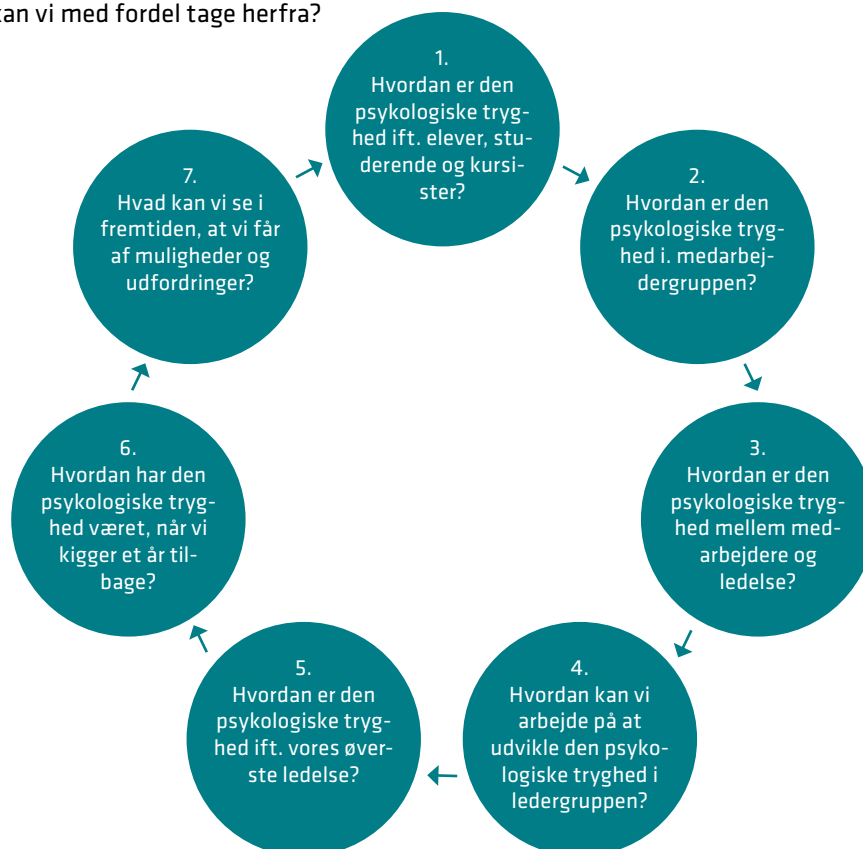 kan vi med fordel tage herfra?
1.
Hvordan er den
psykologiske tryg-
hed ift. elever, stu-
derende og kursi-
ster?
2.
Hvordan er den
psykologiske tryg-
hed i. medarbej-
dergruppen?
3.
Hvordan er den
psykologiske tryg-
hed mellem med-
arbejdere og
ledelse?
4.
Hvordan kan vi
arbejde på at
udvikle den psyko-
logiske tryghed i
ledergruppen?
5.
Hvordan er den
psykologiske tryg-
hed ift. vores øver-
ste ledelse?
6.
Hvordan har den
psykologiske tryg-
hed været, når vi
kigger et år til-
bage?
7.
Hvad kan vi se i
fremtiden, at vi får
af muligheder og
udfordringer?